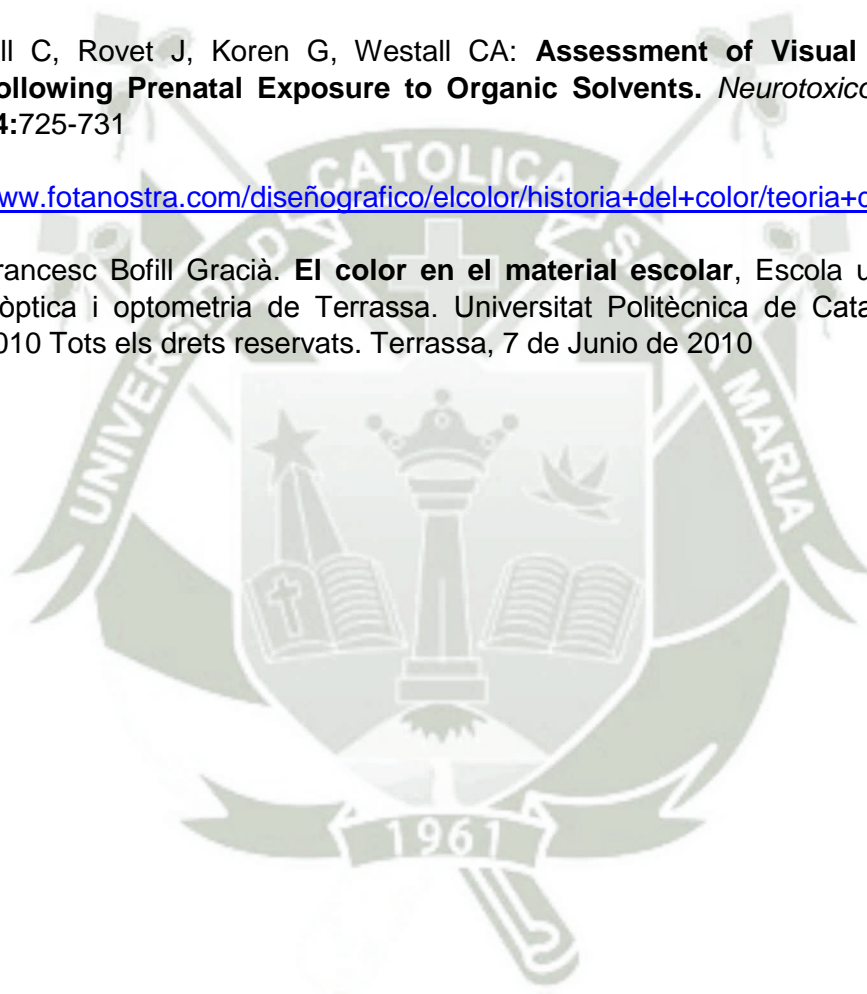 ll C, Rovet J, Koren G, Westall CA: Assessment of Visual
ollowing Prenatal Exposure to Organic Solvents. Neurotoxico
4:725-731
ww.fotanostra.com/diseñografico/elcolor/historia+del+color/teoria+c
rancesc Bofill Gracià. El color en el material escolar, Escola u
òptica i optometria de Terrassa. Universitat Politècnica de Cata
010 Tots els drets reservats. Terrassa, 7 de Junio de 2010
UNIVERSIDAD CATOLICA SANTA MARIA
1961